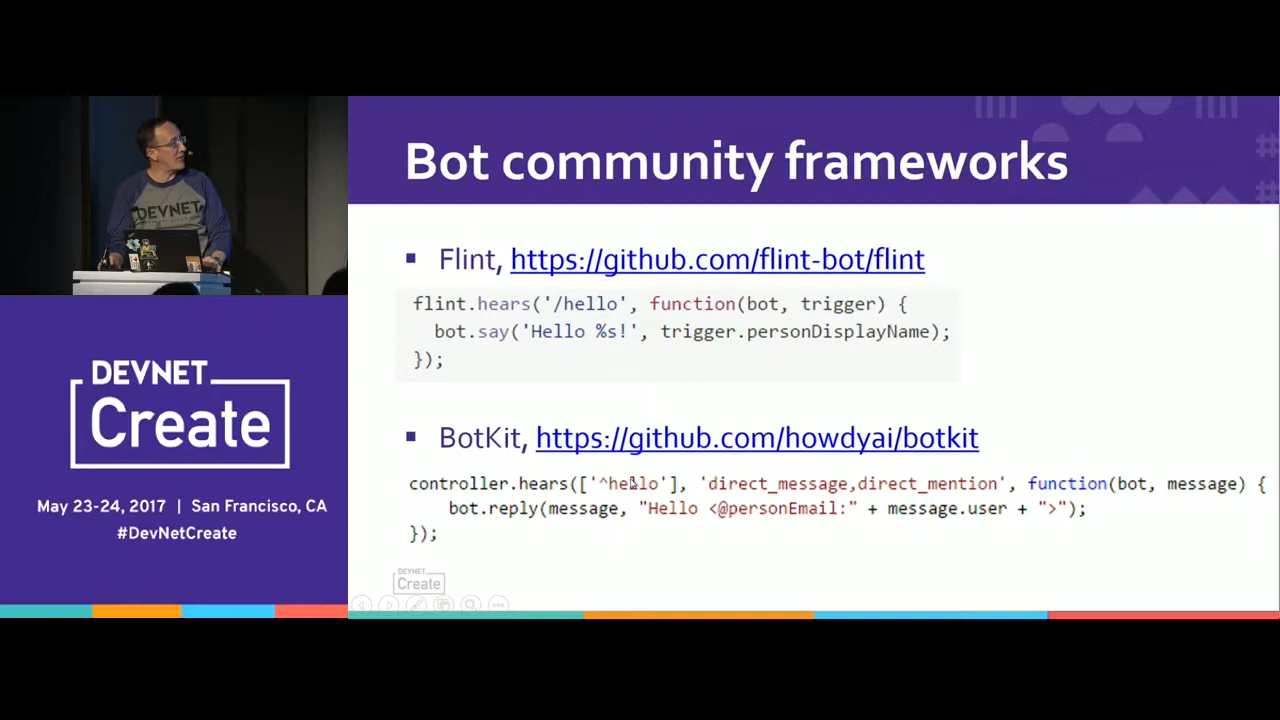 Bot community frameworks
Flint, https://github.com/flint-bot/flint
flint.hears('/hello', function(bot, trigger) {
bot.say('Hello %s!', trigger.personDisplayName);
});
BotKit, https://github.com/howdyai/botkit
controller.hears(['^hello'], 'direct_message,direct_mention', function(bot, message) {
bot.reply(message, "Hello <@personEmail:" + message.user + ">");
});
DEVNET
Create
DEVNET
DEVNET
Create
May 23-24, 2017 | San Francisco, CA
#DevNetCreate